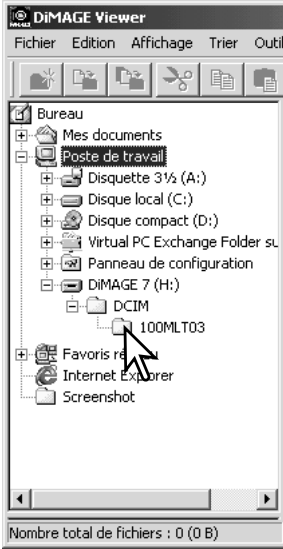 DiMAGE Viewer
Fichier Edition Affichage Trier Outil
Bureau
Mes documents
Poste de travail
Disquette 3½ (A:)
Disque local (C:)
Disque compact (D:)
Virtual PC Exchange Folder su
Panneau de configuration
DiMAGE 7 (H:)
DCIM
100MLT03
Favoris
Internet Explorer
Screenshot
Nombre total de fichiers : 0 (0 B)